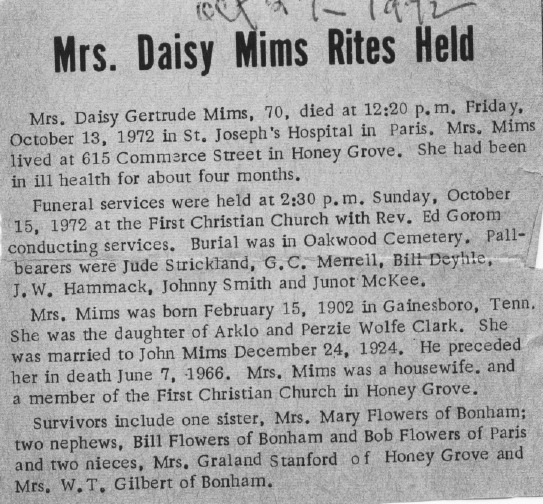 Oct 27-1972
Mrs. Daisy Mims Rites Held
Mrs. Daisy Gertrude Mims, 70, died at 12:20 p.m. Friday,
October 13, 1972 in St. Joseph's Hospital in Paris. Mrs. Mims
lived at 615 Commerce Street in Honey Grove. She had been
in ill health for about four months.
Funeral services were held at 2:30 p.m. Sunday, October
15, 1972 at the First Christian Church with Rev. Ed Gorom
conducting services. Burial was in Oakwood Cemetery. Pall-
bearers were Jude Strickland, G.C. Merrell, Bill Deyhle,
J.W. Hammack, Johnny Smith and Junot McKee.
Mrs. Mims was born February 15, 1902 in Gainesboro, Tenn.
She was the daughter of Arklo and Perzie Wolfe Clark. She
was married to John Mims December 24, 1924. He preceded
her in death June 7, 1966. Mrs. Mims was a housewife. and
a member of the First Christian Church in Honey Grove.
Survivors include one sister, Mrs. Mary Flowers of Bonham;
two nephews, Bill Flowers of Bonham and Bob Flowers of Paris
and two nieces, Mrs. Graland Stanford of Honey Grove and
Mrs. W.T. Gilbert of Bonham.